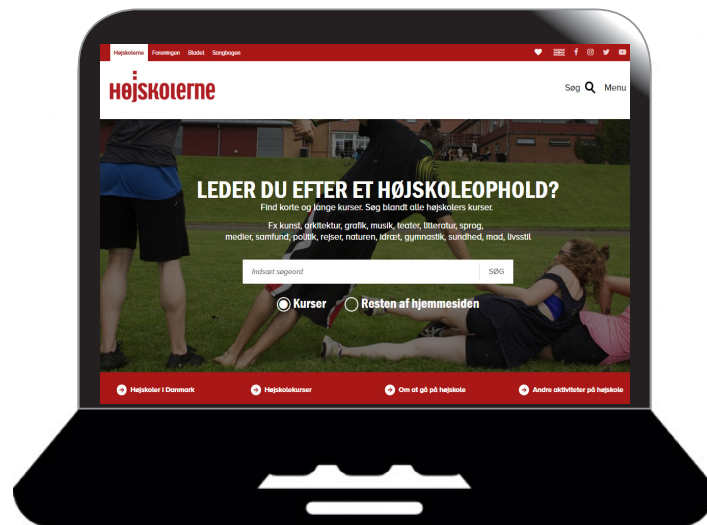 Højskolerne Foreningen Bladet Sangbogen
HØJSKOLERNE
Søg Menu
LEDER DU EFTER ET HØJSKOLEOPHOLD?
Find korte og lange kurser. Søg blandt alle højskolers kurser.
Fx kunst, arkitektur, grafik, musik, teater, litteratur, sprog,
medier, samfund, politik, rejser, naturen, idræt, gymnastik, sundhed, mad, livsstil
Indsæt søgeord SØG
Kurser Resten af hjemmesiden
Højskoler i Danmark Højskolekurser Om at gå på højskole Andre aktiviteter på højskole